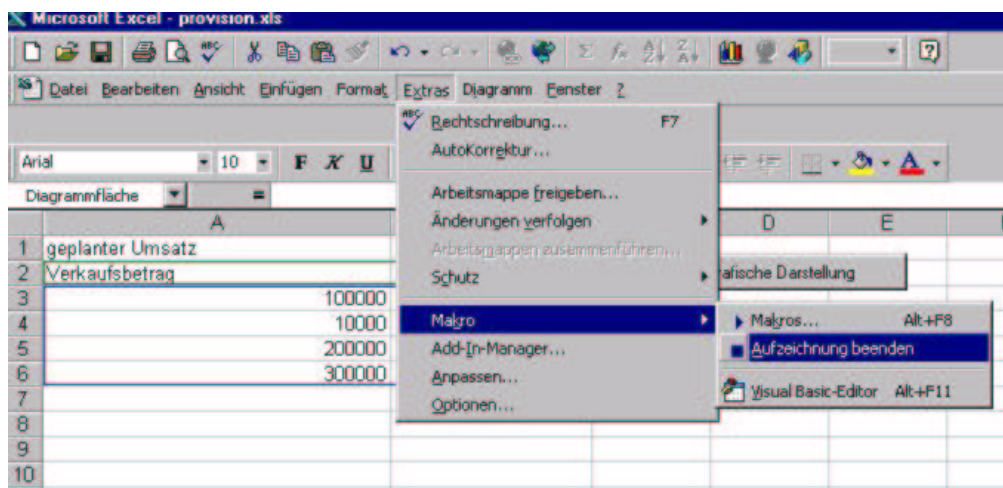 Microsoft Excel - provision.xls
Datei Bearbeiten Ansicht Einfügen Format Extras Diagramm Fenster ?
Rechtschreibung... F7
AutoKorrektur...
Arial 10 F K U
Arbeitsmappe freigeben...
Diagrammfläche =
Änderungen verfolgen
A D E
1 geplanter Umsatz
Arbeitsmappen zusammenführen...
2 Verkaufsbetrag
Schutz
afische Darstellung
3 100000
4 10000
Makro
Makros... Alt+F8
5 200000
Add-In-Manager...
Aufzeichnung beenden
6 300000
Anpassen...
Visual Basic-Editor Alt+F11
7
Optionen...
8
9
10